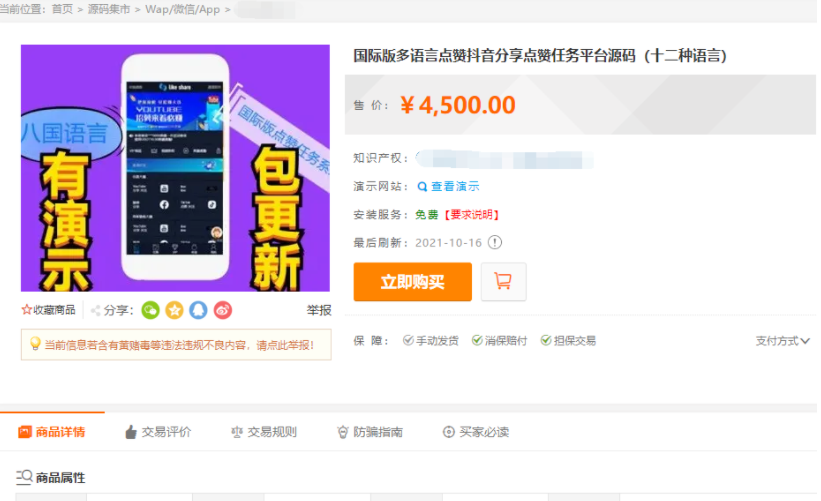 当前位置：首页 > 源码集市 > Wap/微信/App >
国际版多语言点赞抖音分享点赞任务平台源码（十二种语言）
售 价： ￥4,500.00
知识产权：
演示网站： 查看演示
安装服务： 免费【要求说明】
最后刷新： 2021-10-16
立即购买
八国语言
有演示
like share
YOUTUBE
国际版点赞任务系
包更新
☆收藏商品 分享： 举报
当前信息若含有黄赌毒等违法违规不良内容，请点此举报！
保 障： 手动发货 消保赔付 担保交易 支付方式
商品详情 交易评价 交易规则 防骗指南 买家必读
商品属性